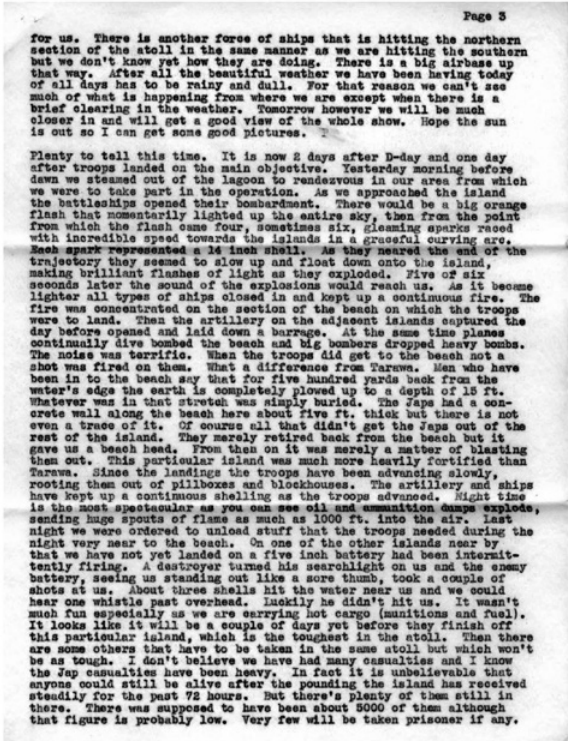 Page 3
for us. There is another force of ships that is hitting the northern
section of the atoll in the same manner as we are hitting the southern
but we don't know yet how they are doing. There is a big airbase up
that way. After all the beautiful weather we have been having today
of all days has to be rainy and dull. For that reason we can't see
much of what is happening from where we are except when there is a
brief clearing in the weather. Tomorrow however we will be much
closer in and will get a good view of the whole show. Hope the sun
is out so I can get some good pictures.
Plenty to tell this time. It is now 2 days after D-day and one day
after troops landed on the main objective. Yesterday morning before
dawn we steamed out of the lagoon to rendezvous in our area from which
we were to take part in the operation. As we approached the island
the battleships opened their bombardment. There would be a big orange
flash that momentarily lighted up the entire sky, then from the point
from which the flash came four, sometimes six, gleaming sparks raced
with incredible speed towards the islands in a graceful curving arc.
Each spark represented a 14 inch shell. As they neared the end of the
trajectory they seemed to slow up and float down onto the island,
making brilliant flashes of light as they exploded. Five of six
seconds later the sound of the explosions would reach us. As it became
lighter all types of ships closed in and kept up a continuous fire. The
fire was concentrated on the section of the beach on which the troops
were to land. Then the artillery on the adjacent islands captured the
day before opened and laid down a barrage. At the same time planes
continually dive bombed the beach and big bombers dropped heavy bombs.
The noise was terrific. When the troops did get to the beach not a
shot was fired on them. What a difference from Tarawa. Men who have
been in to the beach say that for five hundred yards back from the
water's edge the earth is completely plowed up to a depth of 15 ft.
Whatever was in that stretch was simply buried. The Japs had a con-
crete wall along the beach here about five ft. thick but there is not
even a trace of it. Of course all that didn't get the Japs out of the
rest of the island. They merely retired back from the beach but it
gave us a beach head. From then on it was merely a matter of blasting
them out. This particular island was much more heavily fortified than
Tarawa. Since the landings the troops have been advancing slowly,
rooting them out of pillboxes and blockhouses. The artillery and ships
have kept up a continuous shelling as the troops advanced. Night time
is the most spectacular as you can see oil and ammunition dumps explode,
sending huge spouts of flame as much as 1000 ft. into the air. Last
night we were ordered to unload stuff that the troops needed during the
night very near to the beach. On one of the other islands near by
that we have not yet landed on a five inch battery had been intermit-
tently firing. A destroyer turned his searchlight on us and the enemy
battery, seeing us standing out like a sore thumb, took a couple of
shots at us. About three shells hit the water near us and we could
hear one whistle past overhead. Luckily he didn't hit us. It wasn't
much fun especially as we are carrying hot cargo (munitions and fuel).
It looks like it will be a couple of days yet before they finish off
this particular island, which is the toughest in the atoll. Then there
are some others that have to be taken in the same atoll but which won't
be as tough. I don't believe we have had many casualties and I know
the Jap casualties have been heavy. In fact it is unbelievable that
anyone could still be alive after the pounding the island has received
steadily for the past 72 hours. But there's plenty of them still in
there. There was supposed to have been about 5000 of them although
that figure is probably low. Very few will be taken prisoner if any.